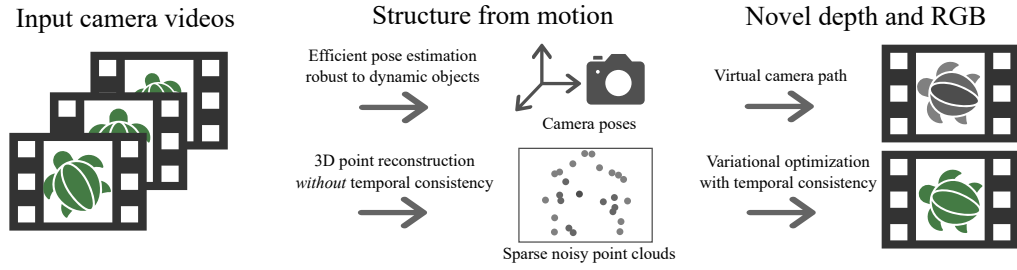 Input camera videos
Structure from motion
Novel depth and RGB
Efficient pose estimation
robust to dynamic objects
Camera poses
Virtual camera path
3D point reconstruction
without temporal consistency
Sparse noisy point clouds
Variational optimization
with temporal consistency